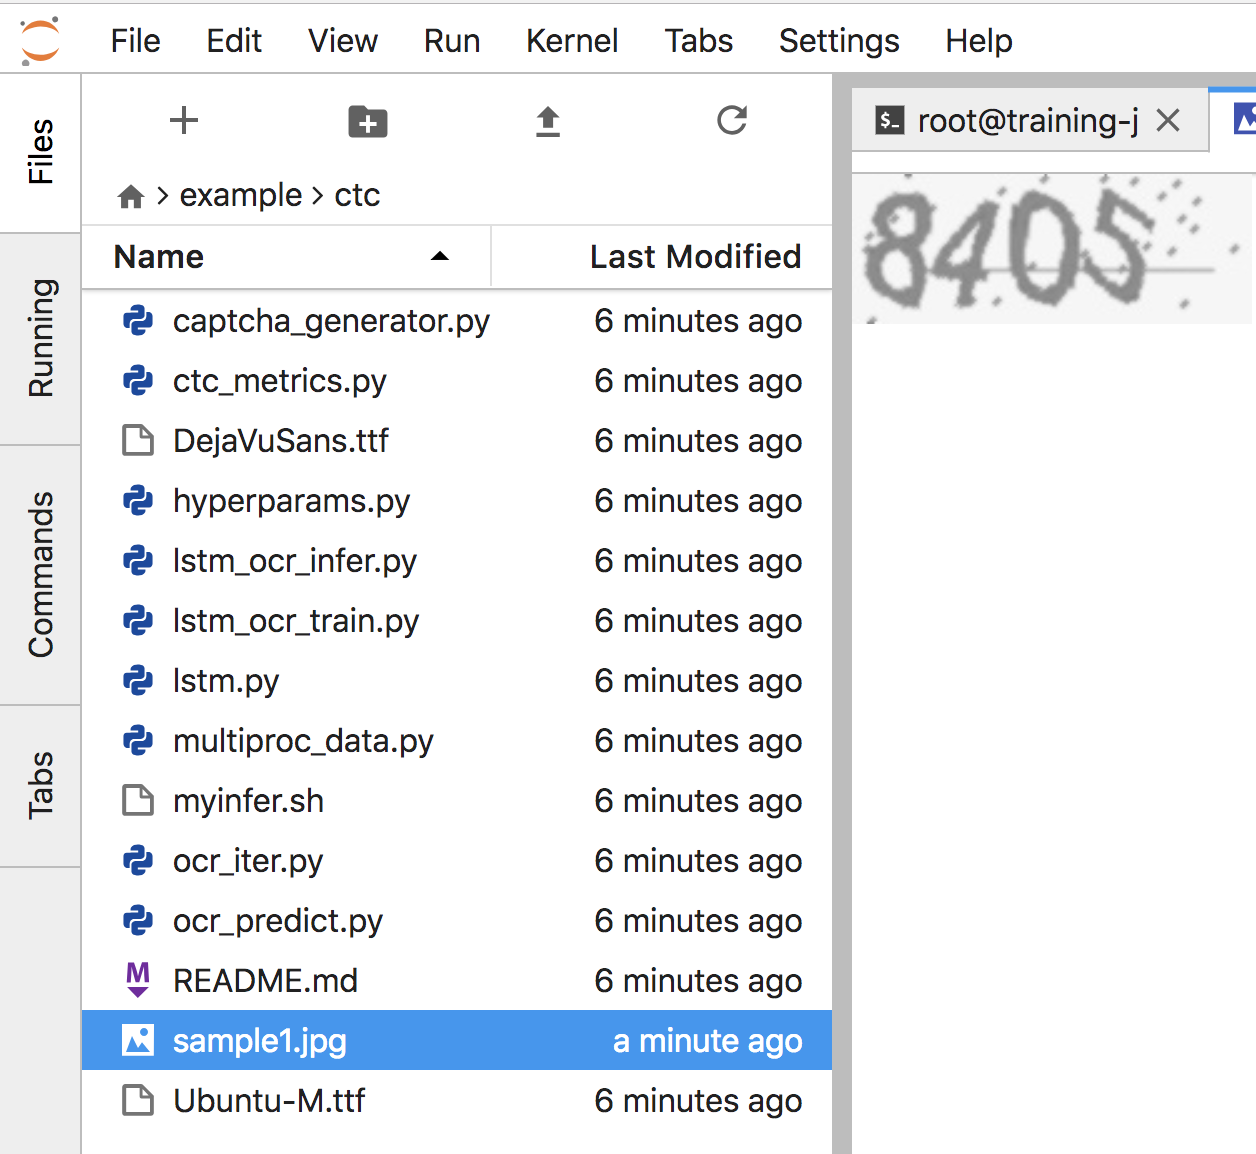 File Edit View Run Kernel Tabs Settings Help
Files
Running
Commands
Tabs
example > ctc
Name Last Modified
captcha_generator.py 6 minutes ago
ctc_metrics.py 6 minutes ago
DejaVuSans.ttf 6 minutes ago
hyperparams.py 6 minutes ago
lstm_ocr_infer.py 6 minutes ago
lstm_ocr_train.py 6 minutes ago
lstm.py 6 minutes ago
multiproc_data.py 6 minutes ago
myinfer.sh 6 minutes ago
ocr_iter.py 6 minutes ago
ocr_predict.py 6 minutes ago
README.md 6 minutes ago
sample1.jpg a minute ago
Ubuntu-M.ttf 6 minutes ago
root@training-j
8405